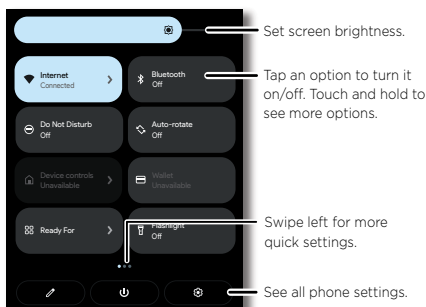 Set screen brightness.
Internet
Connected
Bluetooth
Off
Tap an option to turn it
on/off. Touch and hold to
see more options.
Do Not Disturb
Off
Auto-rotate
Off
Device controls
Unavailable
Wallet
Unavailable
Ready For
Flashlight
Off
Swipe left for more
quick settings.
See all phone settings.